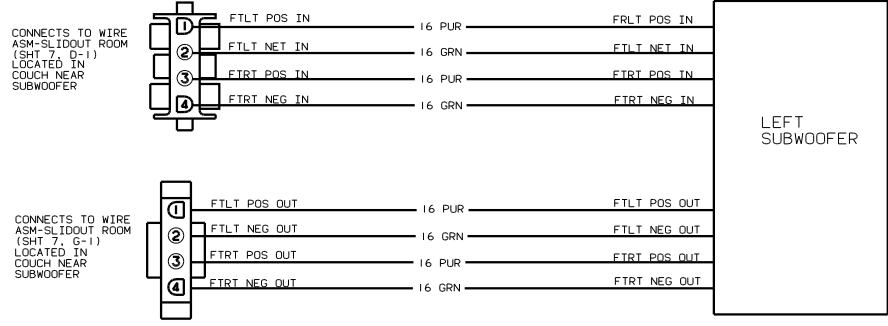 FTLT POS IN
16 PUR
FRLT POS IN
CONNECTS TO WIRE
ASM-SLIDOUT ROOM
(SHT 7, D-1)
LOCATED IN
COUCH NEAR
SUBWOOFER
1
2
3
4
FTLT NET IN
16 GRN
FTLT NET IN
FTRT POS IN
16 PUR
FTRT POS IN
FTRT NEG IN
16 GRN
FTRT NEG IN
LEFT
SUBWOOFER
CONNECTS TO WIRE
ASM-SLIDOUT ROOM
(SHT 7, G-1)
LOCATED IN
COUCH NEAR
SUBWOOFER
1
2
3
4
FTLT POS OUT
16 PUR
FTLT POS OUT
FTLT NEG OUT
16 GRN
FTLT NEG OUT
FTRT POS OUT
16 PUR
FTRT POS OUT
FTRT NEG OUT
16 GRN
FTRT NEG OUT